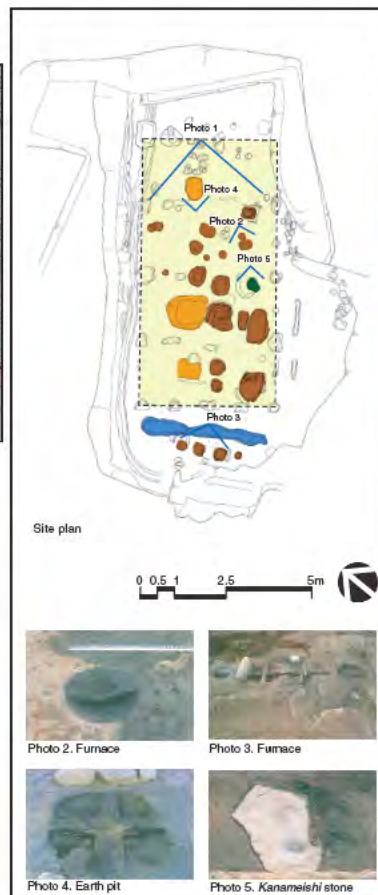 Photo 1
Photo 4
Photo 2
Photo 5
Photo 3
Site plan
0 0.5 1 2.5 5m
Photo 2. Furnace
Photo 3. Furnace
Photo 4. Earth pit
Photo 5. Kanameishi stone